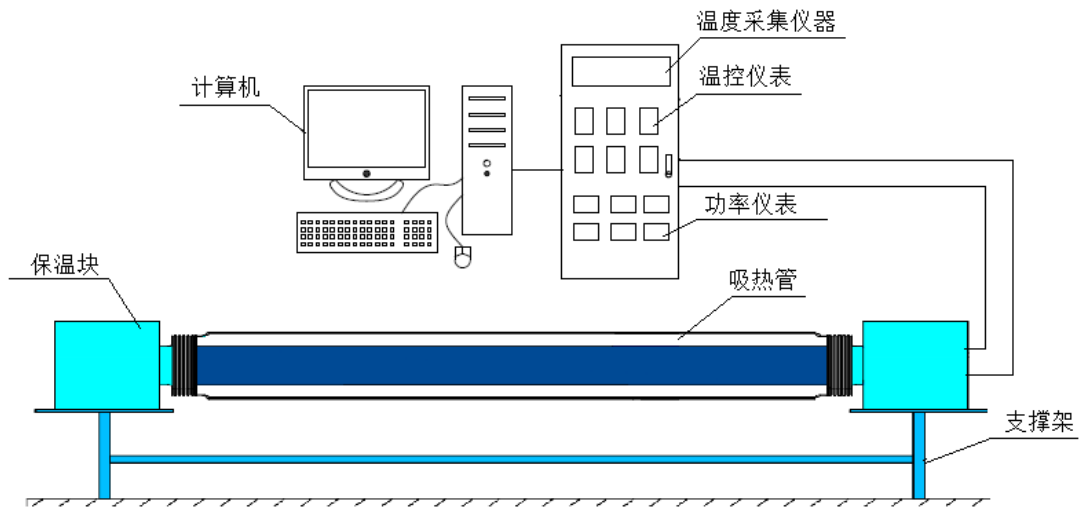 温度采集仪器
温控仪表
计算机
功率仪表
保温块
吸热管
支撑架